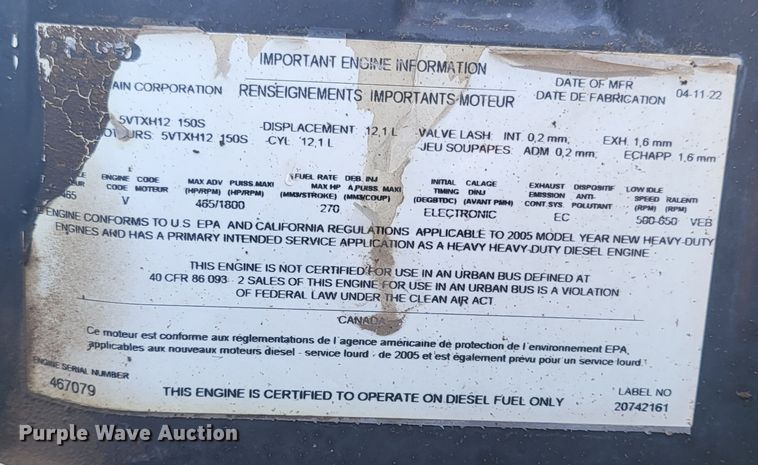 IMPORTANT ENGINE INFORMATION
RENSEIGNEMENTS IMPORTANTS MOTEUR
DATE OF MFR
DATE DE FABRICATION 04-11-22
AIN CORPORATION
5VTXH12 150S DISPLACEMENT 12,1 L VALVE LASH: INT 0,2 mm, EXH 1,6 mm
5VTXH12 150S CYL 12,1 L JEU SOUPAPES: ADM 0,2 mm, ECHAPP 1,6 mm
ENGINE CODE MAX ADV PUISS.MAXI FUEL RATE DEB. INJ INITIAL CALAGE EXHAUST DISPOSITIF LOW IDLE
CODE MOTEUR (HP/RPM) (HP/RPM) MAX HP A PUISS. MAXI TIMING DINJ EMISSION ANTI- SPEED RALENTI
(MM3/STROKE) (MM3/COUP) (DEGBTDC) (AVANT PMH) CONT.SYS. POLLUTANT (RPM) (RPM)
465 V 465/1800 270 ELECTRONIC EC 500-650 VEB
ENGINE CONFORMS TO U S EPA AND CALIFORNIA REGULATIONS APPLICABLE TO 2005 MODEL YEAR NEW HEAVY-DUTY
ENGINES AND HAS A PRIMARY INTENDED SERVICE APPLICATION AS A HEAVY HEAVY-DUTY DIESEL ENGINE
THIS ENGINE IS NOT CERTIFIED FOR USE IN AN URBAN BUS DEFINED AT
40 CFR 86 093 - 2 SALES OF THIS ENGINE FOR USE IN AN URBAN BUS IS A VIOLATION
OF FEDERAL LAW UNDER THE CLEAN AIR ACT
CANADA
Ce moteur est conforme aux réglementations de l'agence américaine de protection de l'environnement EPA,
applicables aux nouveaux moteurs diesel - service lourd - de 2005 et est également prévu pour un service lourd.
ENGINE SERIAL NUMBER
467079
THIS ENGINE IS CERTIFIED TO OPERATE ON DIESEL FUEL ONLY
LABEL NO
20742161
Purple Wave Auction